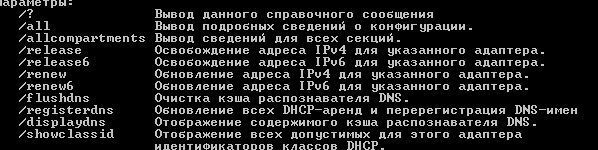 Параметры:
/? Вывод данного справочного сообщения
/all Вывод подробных сведений о конфигурации.
/allcompartments Вывод сведений для всех секций.
/release Освобождение адреса IPv4 для указанного адаптера.
/release6 Освобождение адреса IPv6 для указанного адаптера.
/renew Обновление адреса IPv4 для указанного адаптера.
/renew6 Обновление адреса IPv6 для указанного адаптера.
/flushdns Очистка кэша распознавателя DNS.
/registerdns Обновление всех DHCP-аренд и перерегистрация DNS-имен
/displaydns Отображение содержимого кэша распознавателя DNS.
/showclassid Отображение всех допустимых для этого адаптера
идентификаторов классов DHCP.